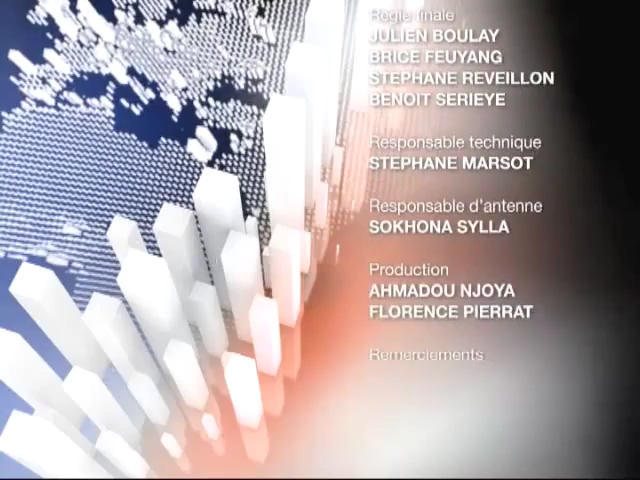 Régie finale
JULIEN BOULAY
BRICE FEUYANG
STEPHANE REVEILLON
BENOIT SERIEYE
Responsable technique
STEPHANE MARSOT
Responsable d'antenne
SOKHONA SYLLA
Production
AHMADOU NJOYA
FLORENCE PIERRAT
Remerciements